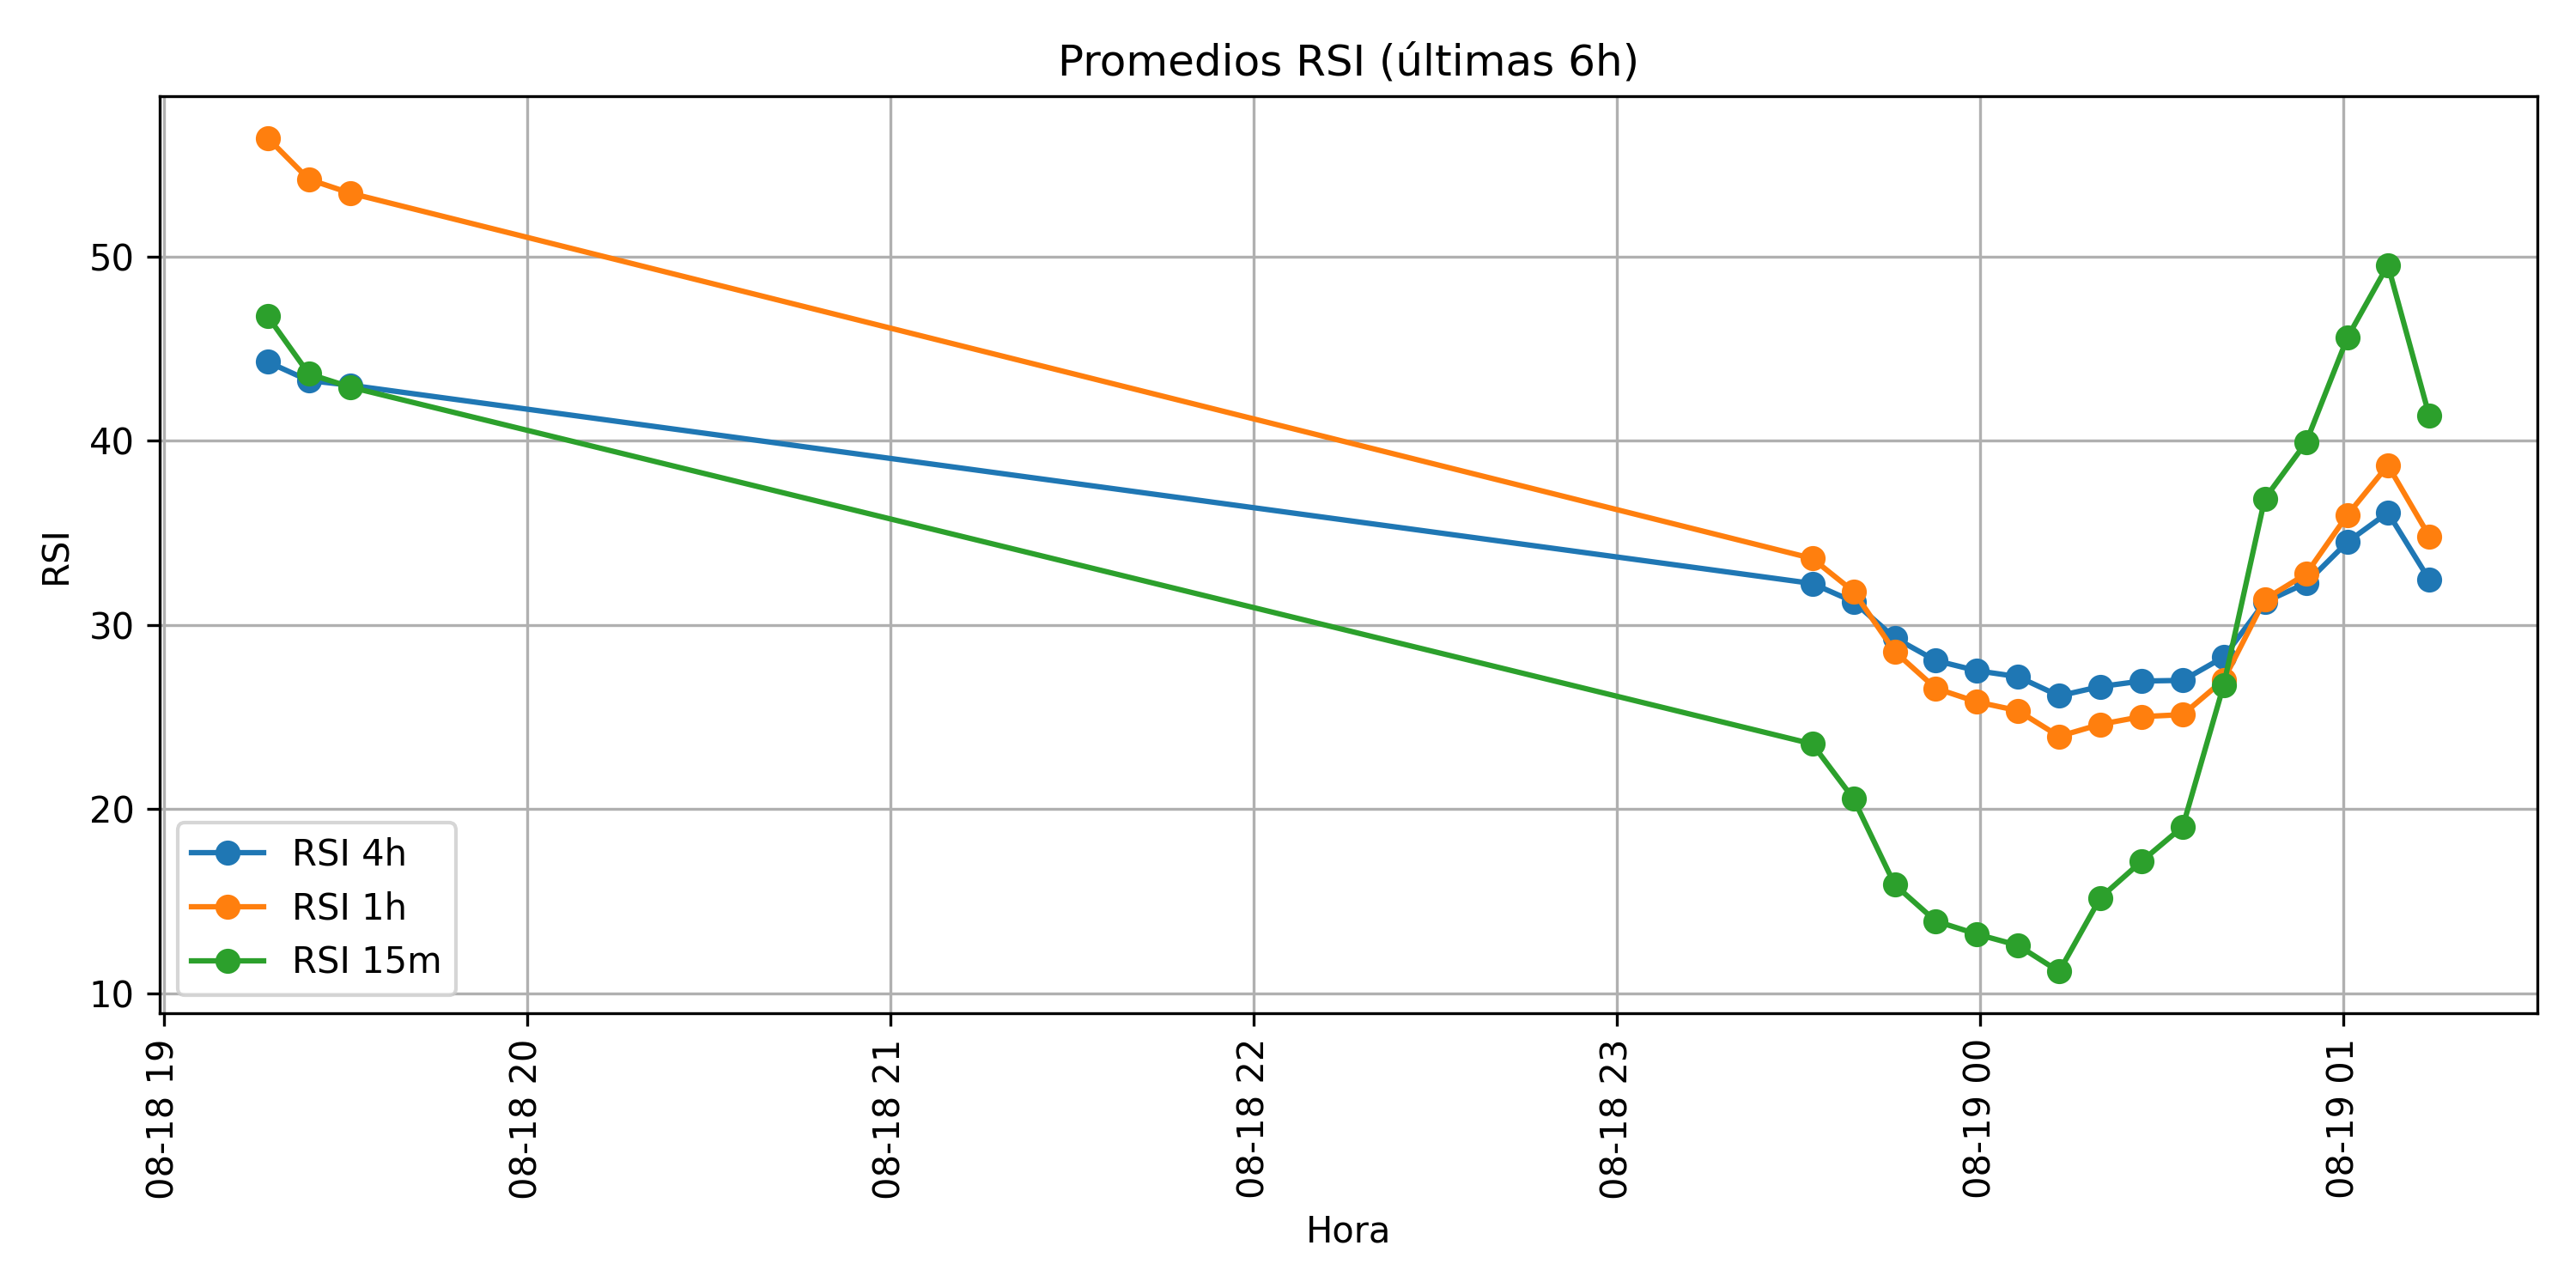 Promedios RSI (últimas 6h)
RSI
50
40
30
20
10
RSI 4h
RSI 1h
RSI 15m
08-18 19
08-18 20
08-18 21
08-18 22
08-18 23
08-19 00
08-19 01
Hora